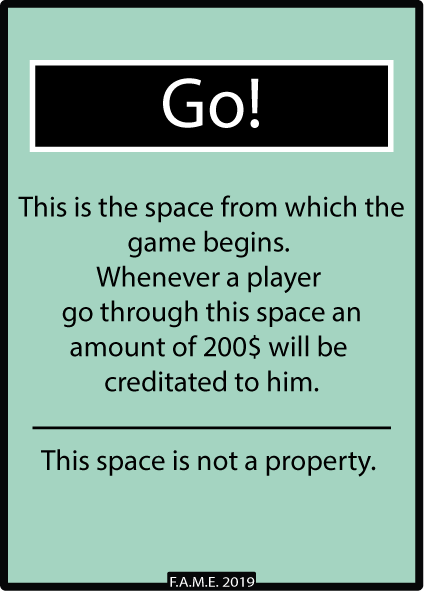 Go!
This is the space from which the
game begins.
Whenever a player
go through this space an
amount of 200$ will be
creditated to him.
This space is not a property.
F.A.M.E. 2019